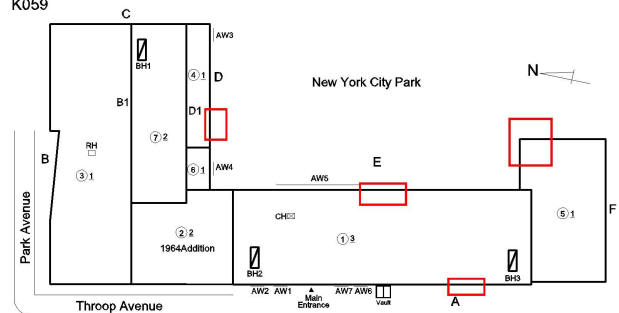 K059
C
AW3
BH1
④ 1
D
New York City Park
N
B1
D1
⑦ 2
B
RH
③ 1
⑥ 1
AW4
E
AW5
⑤ 1
F
Park Avenue
CH
② 2
1964Addition
① 3
BH2
BH3
AW2 AW1
Main
Entrance
AW7 AW6
Vault
A
Throop Avenue